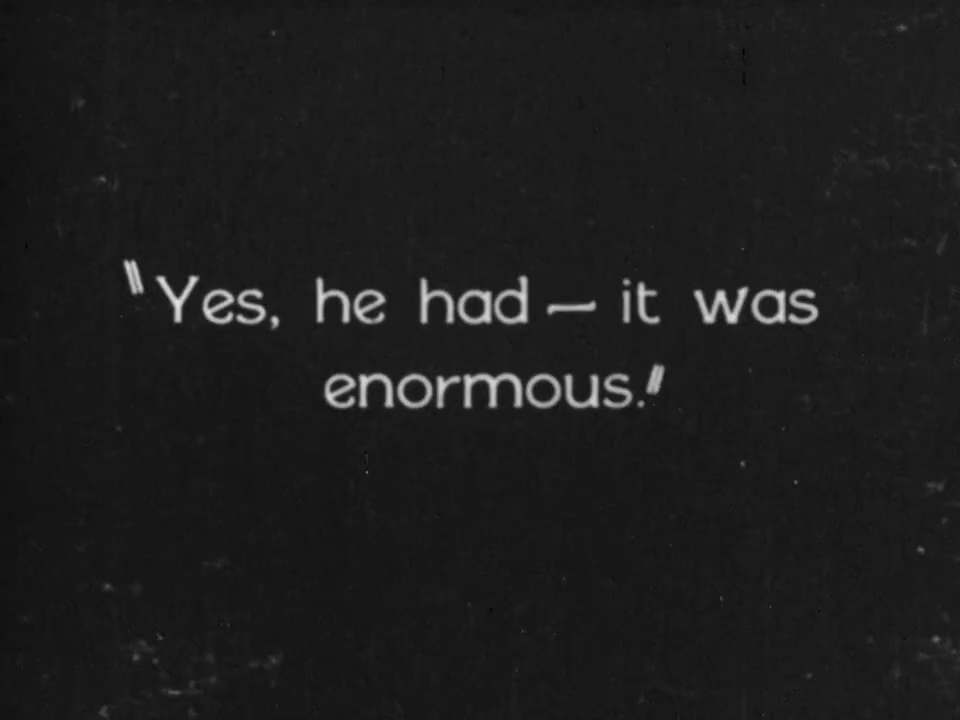 "Yes, he had — it was
enormous."